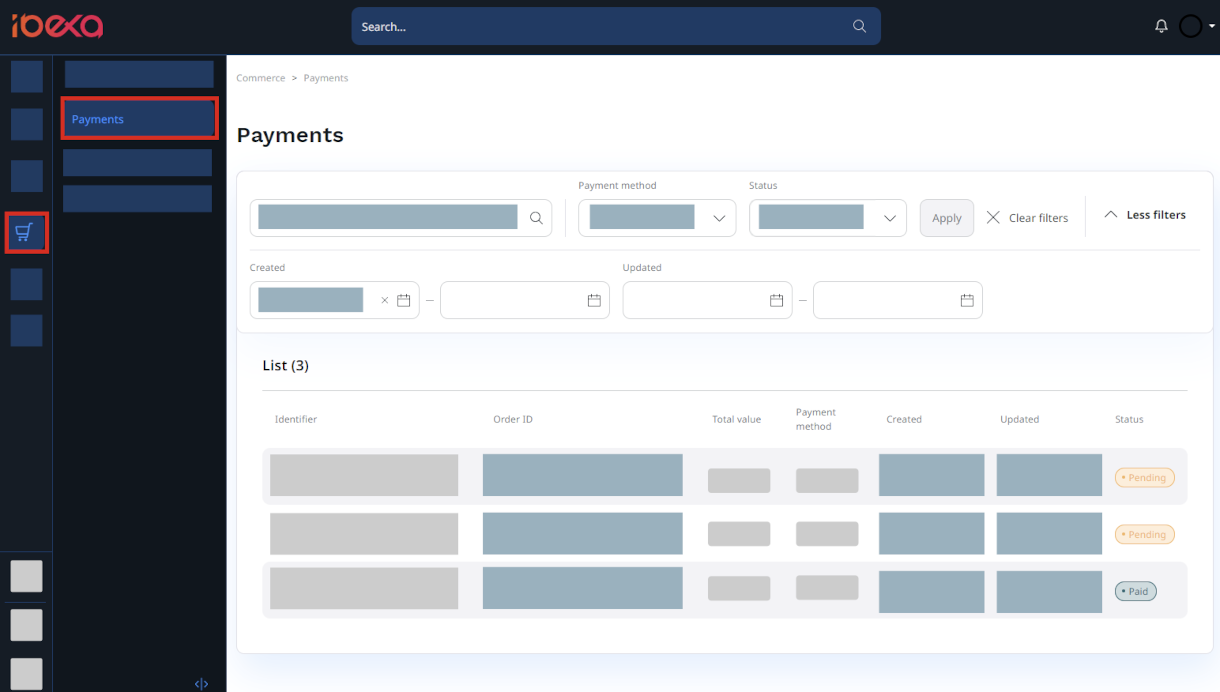 ibexa
Search...
Payments
Commerce > Payments
Payments
Payment method
Status
Apply
Clear filters
Less filters
Created
Updated
List (3)
Identifier
Order ID
Total value
Payment
method
Created
Updated
Status
• Pending
• Pending
• Paid